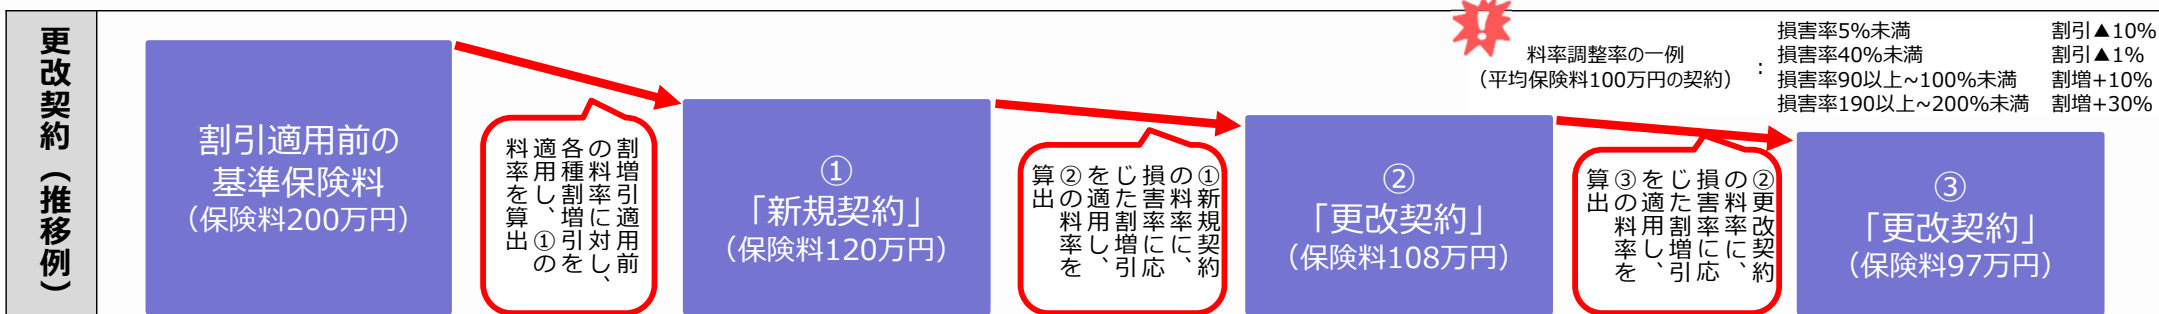 更改契約（推移例）
割引適用前の
基準保険料
（保険料200万円）
割増引適用前
の料率に対し、
各種割増引を
適用し、①の
料率を算出
①
「新規契約」
（保険料120万円）
①新規契約
の料率に、
損害率に応
じた割増引
を適用し、
②の料率を
算出
②
「更改契約」
（保険料108万円）
②更改契約
の料率に、
損害率に応
じた割増引
を適用し、
③の料率を
算出
③
「更改契約」
（保険料97万円）
料率調整率の一例
（平均保険料100万円の契約）
：
損害率5%未満 割引▲10%
損害率40%未満 割引▲1%
損害率90以上~100%未満 割増+10%
損害率190以上~200%未満 割増+30%